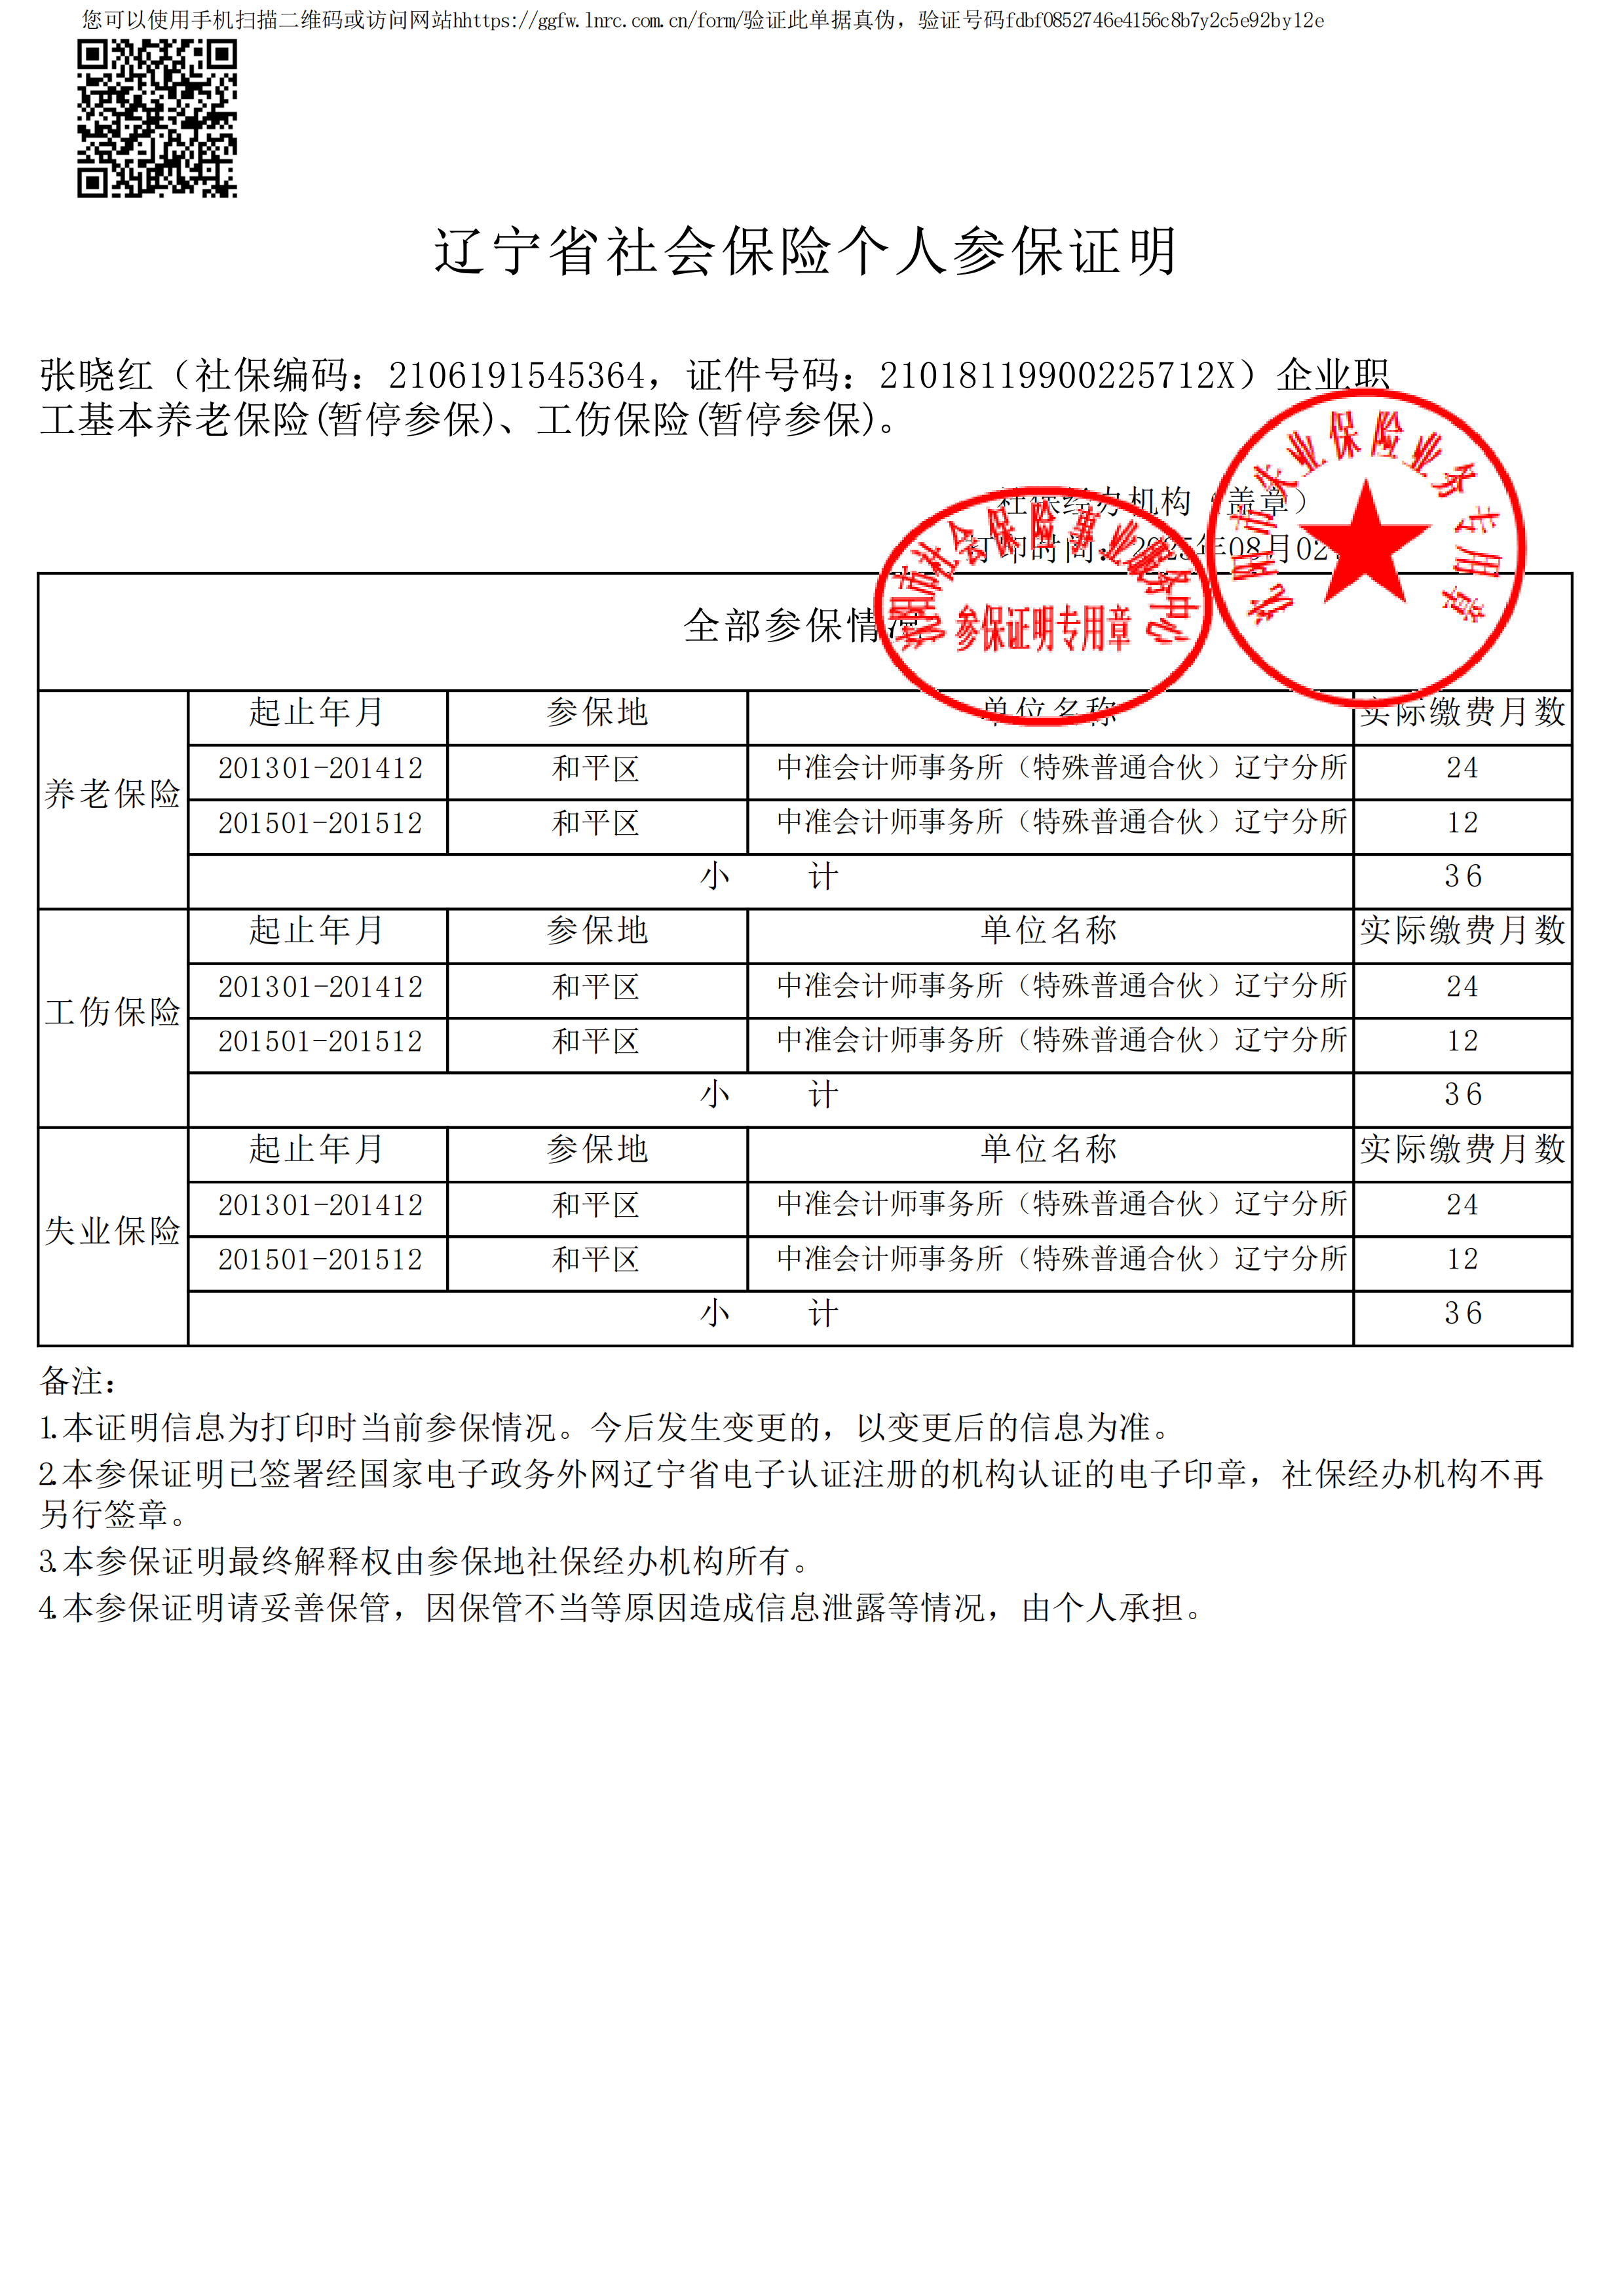 您可以使用手机扫描二维码或访问网站hhttps://ggfw.lnrc.com.cn/form/验证此单据真伪，验证号码fdbf0852746e4156c8b7y2c5e92by12e
辽宁省社会保险个人参保证明
张晓红（社保编码：2106191545364，证件号码：21018119900225712X）企业职
工基本养老保险(暂停参保)、工伤保险(暂停参保)。
社保经办机构（盖章）
打印时间：2025年08月02
沈阳市社会保险事业服务中心
参保证明专用章
沈阳市失业保险业务专用章
全部参保情况
养老保险
起止年月 参保地 单位名称 实际缴费月数
201301-201412 和平区 中准会计师事务所（特殊普通合伙）辽宁分所 24
201501-201512 和平区 中准会计师事务所（特殊普通合伙）辽宁分所 12
小 计 36
工伤保险
起止年月 参保地 单位名称 实际缴费月数
201301-201412 和平区 中准会计师事务所（特殊普通合伙）辽宁分所 24
201501-201512 和平区 中准会计师事务所（特殊普通合伙）辽宁分所 12
小 计 36
失业保险
起止年月 参保地 单位名称 实际缴费月数
201301-201412 和平区 中准会计师事务所（特殊普通合伙）辽宁分所 24
201501-201512 和平区 中准会计师事务所（特殊普通合伙）辽宁分所 12
小 计 36
备注：
1.本证明信息为打印时当前参保情况。今后发生变更的，以变更后的信息为准。
2.本参保证明已签署经国家电子政务外网辽宁省电子认证注册的机构认证的电子印章，社保经办机构不再
另行签章。
3.本参保证明最终解释权由参保地社保经办机构所有。
4.本参保证明请妥善保管，因保管不当等原因造成信息泄露等情况，由个人承担。